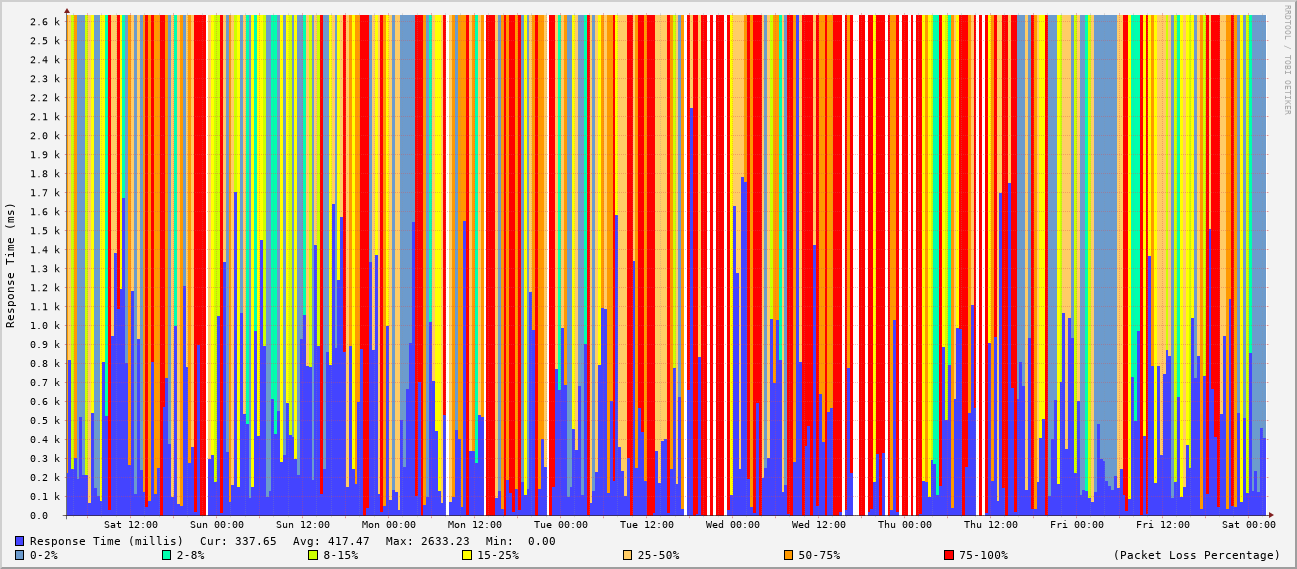 RRDTOOL / TOBI OETIKER
Response Time (ms)
2.6 k
2.5 k
2.4 k
2.3 k
2.2 k
2.1 k
2.0 k
1.9 k
1.8 k
1.7 k
1.6 k
1.5 k
1.4 k
1.3 k
1.2 k
1.1 k
1.0 k
0.9 k
0.8 k
0.7 k
0.6 k
0.5 k
0.4 k
0.3 k
0.2 k
0.1 k
0.0
Sat 12:00 Sun 00:00 Sun 12:00 Mon 00:00 Mon 12:00 Tue 00:00 Tue 12:00 Wed 00:00 Wed 12:00 Thu 00:00 Thu 12:00 Fri 00:00 Fri 12:00 Sat 00:00
Response Time (millis) Cur: 337.65 Avg: 417.47 Max: 2633.23 Min: 0.00
0-2% 2-8% 8-15% 15-25% 25-50% 50-75% 75-100% (Packet Loss Percentage)